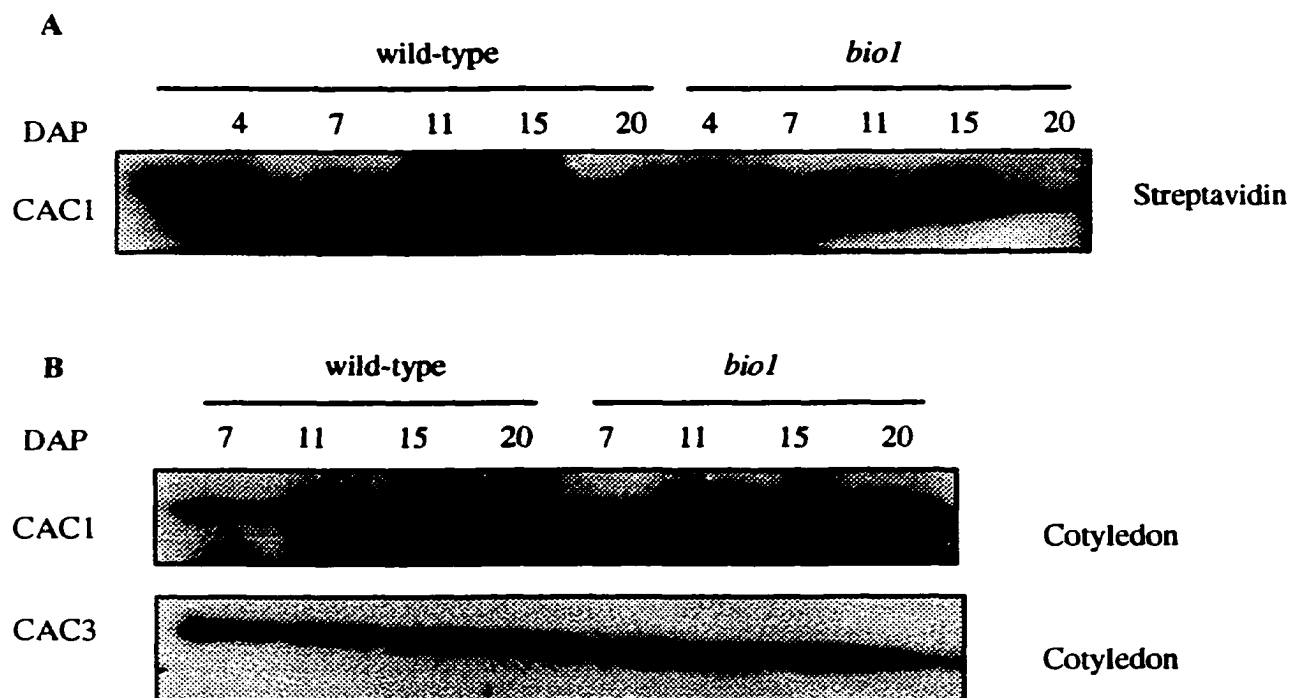 A
wild-type bio1
DAP 4 7 11 15 20 4 7 11 15 20
CAC1 Streptavidin
B
wild-type bio1
DAP 7 11 15 20 7 11 15 20
CAC1 Cotyledon
CAC3 Cotyledon